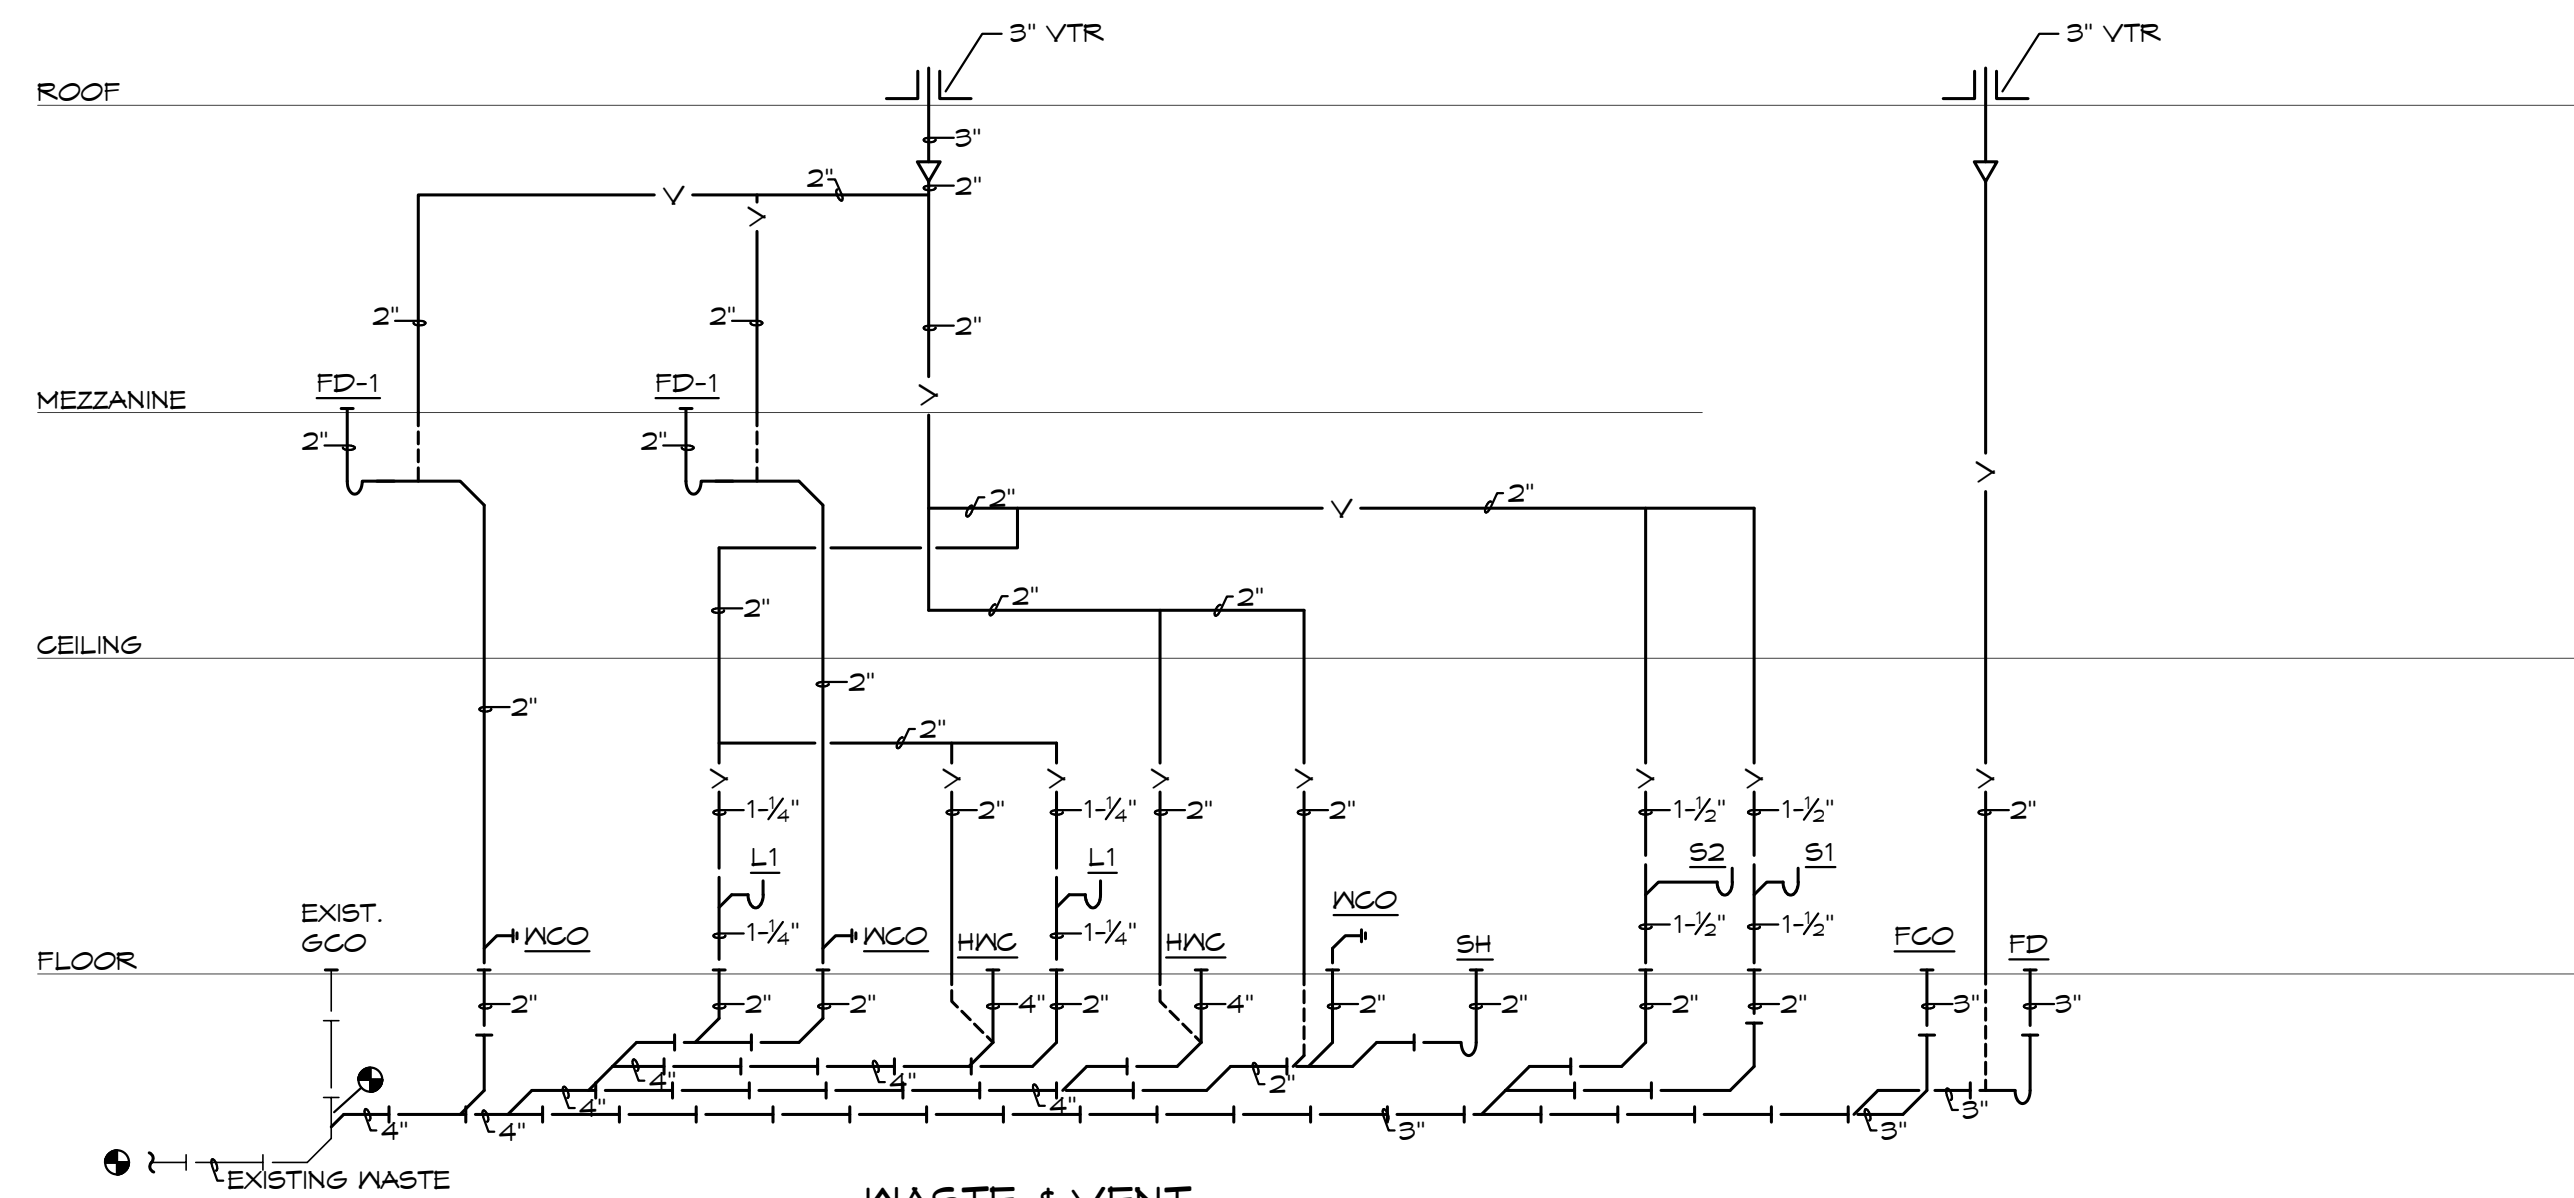 3" VTR
3" VTR
ROOF
3"
2"
2"
V
V
2"
2"
2"
FD-1
FD-1
MEZZANINE
V
2"
2"
V
2"
2"
V
2"
2"
2"
CEILING
2"
2"
2"
V
V
V
V
V
V
V
V
1-1/4"
2"
1-1/4"
2"
2"
1-1/2"
1-1/2"
2"
L1
L1
S2
S1
EXIST.
GCO
WCO
WCO
1-1/4"
1-1/4"
HWC
HWC
WCO
SH
1-1/2"
1-1/2"
FCO
FD
FLOOR
2"
2"
2"
4"
2"
4"
2"
2"
2"
2"
3"
3"
4"
4"
2"
4"
4"
3"
4"
4"
3"
3"
EXISTING WASTE
WASTE & VENT